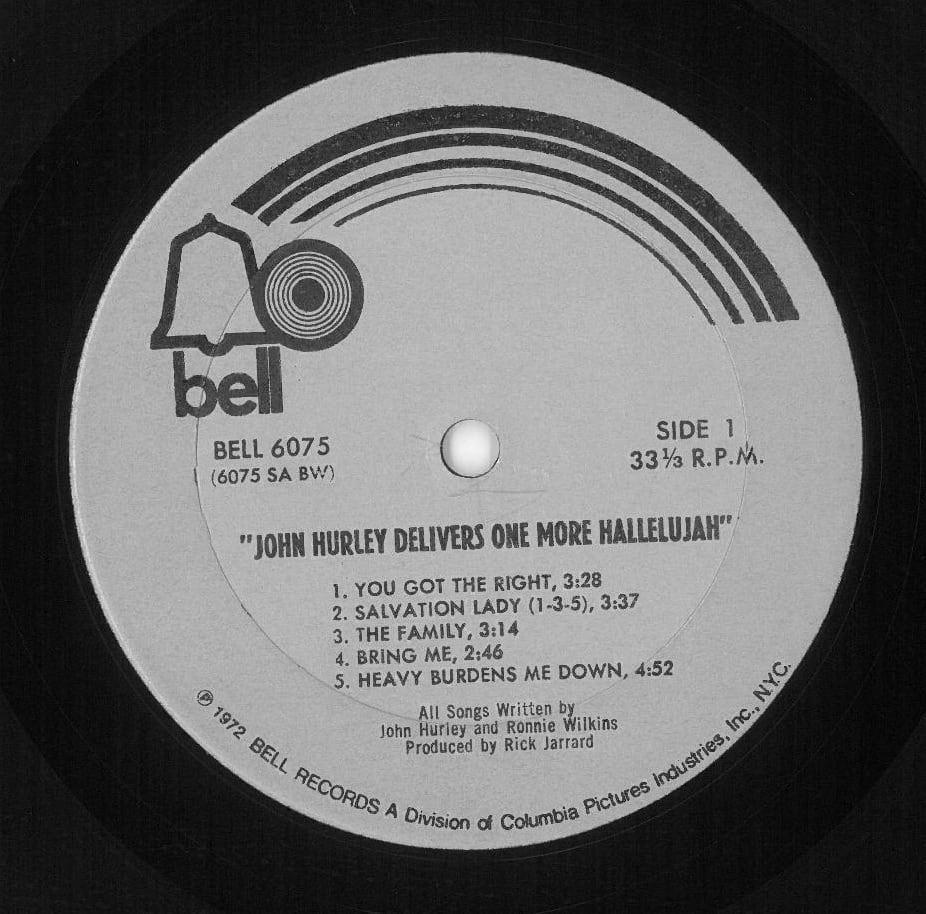 bell
BELL 6075
(6075 SA BW)
SIDE 1
33⅓ R.P.M.
"JOHN HURLEY DELIVERS ONE MORE HALLELUJAH"
1. YOU GOT THE RIGHT, 3:28
2. SALVATION LADY (1-3-5), 3:37
3. THE FAMILY, 3:14
4. BRING ME, 2:46
5. HEAVY BURDENS ME DOWN, 4:52
All Songs Written by
John Hurley and Ronnie Wilkins
Produced by Rick Jarrard
℗ 1972 BELL RECORDS A Division of Columbia Pictures Industries, Inc., N.Y.C.